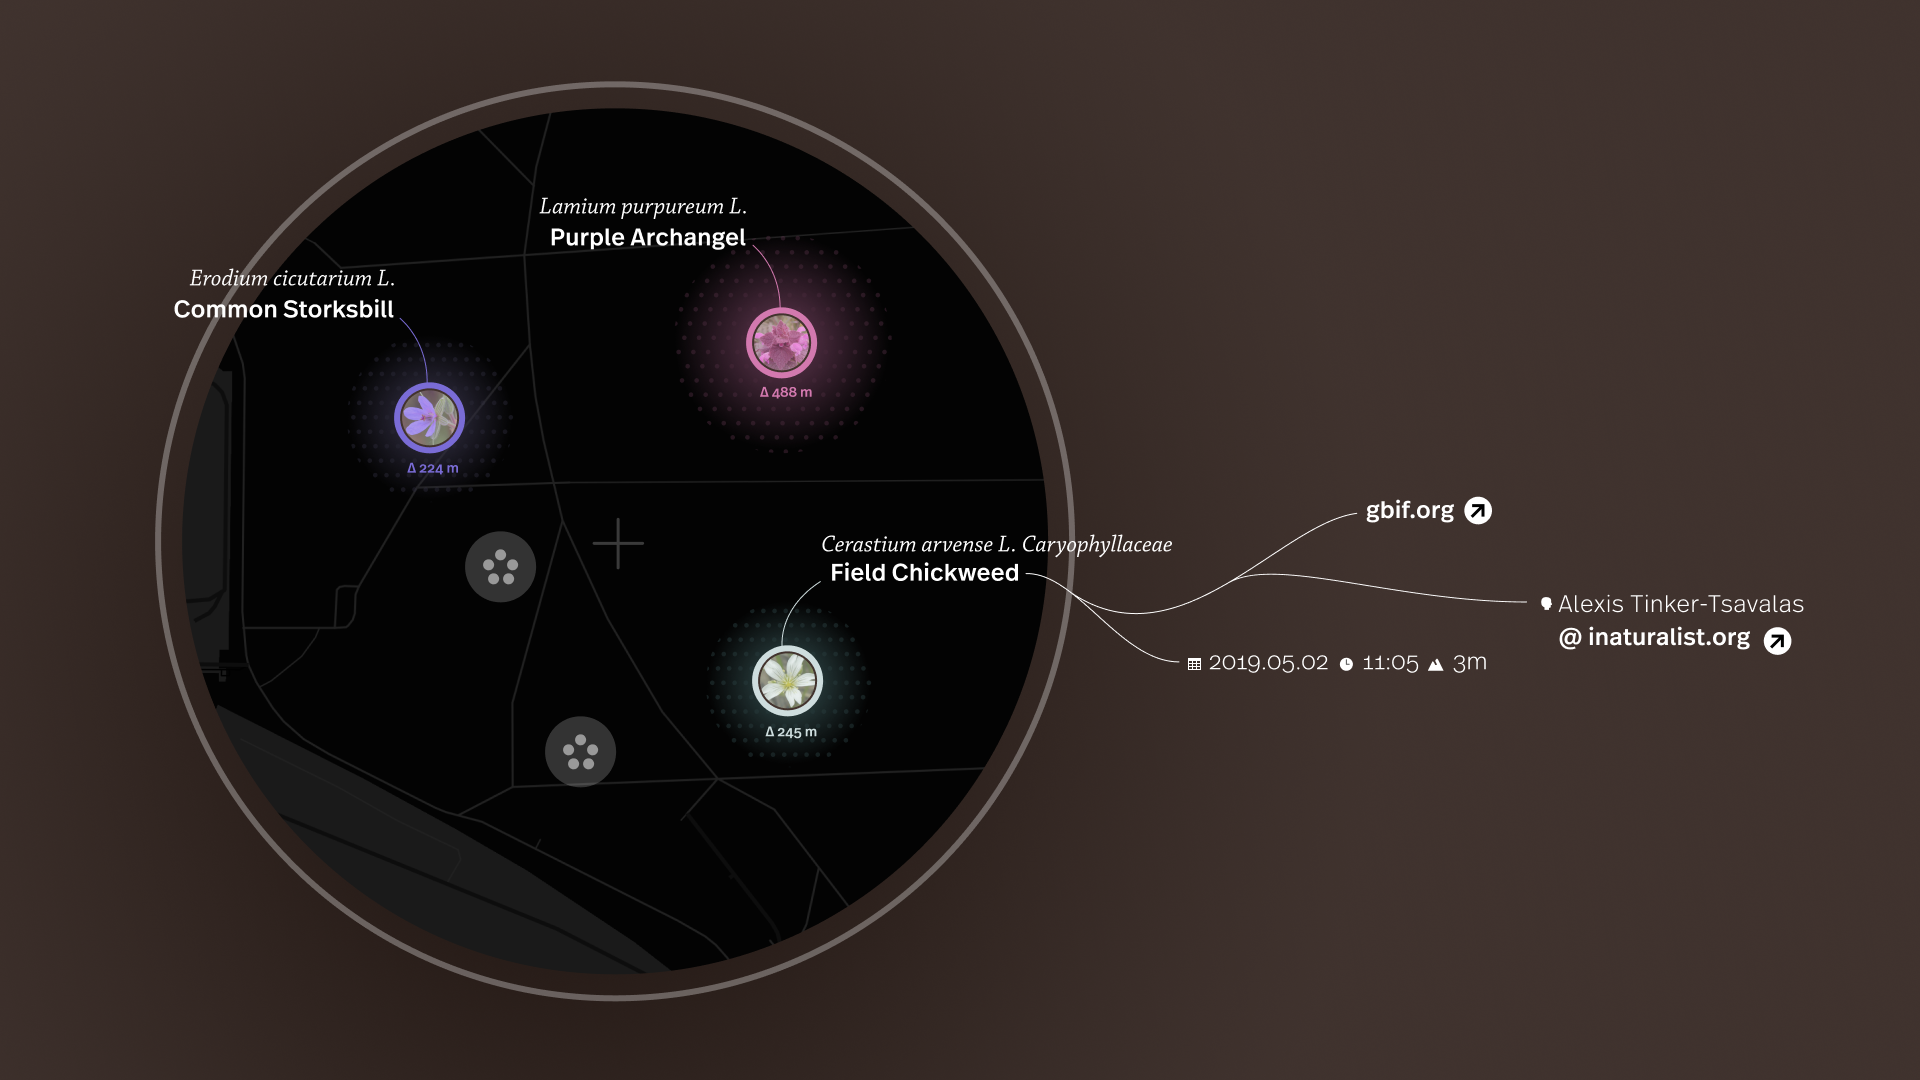 Lamium purpureum L.
Purple Archangel
Erodium cicutarium L.
Common Storksbill
Δ 488 m
Δ 224 m
Cerastium arvense L. Caryophyllaceae
Field Chickweed
Δ 245 m
gbif.org
Alexis Tinker-Tsavalas
@ inaturalist.org
2019.05.02 11:05 3m